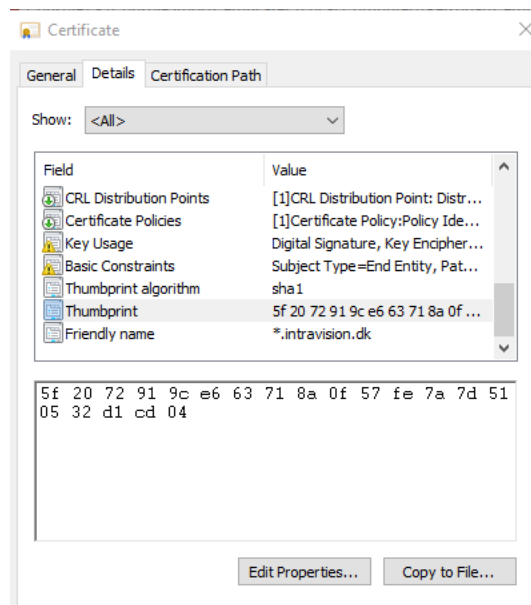 Certificate
General Details Certification Path
Show: <All>
Field Value
CRL Distribution Points [1]CRL Distribution Point: Distr...
Certificate Policies [1]Certificate Policy:Policy Ide...
Key Usage Digital Signature, Key Encipher...
Basic Constraints Subject Type=End Entity, Pat...
Thumbprint algorithm sha1
Thumbprint 5f 20 72 91 9c e6 63 71 8a 0f ...
Friendly name *.intravision.dk
5f 20 72 91 9c e6 63 71 8a 0f 57 fe 7a 7d 51
05 32 d1 cd 04
Edit Properties... Copy to File...